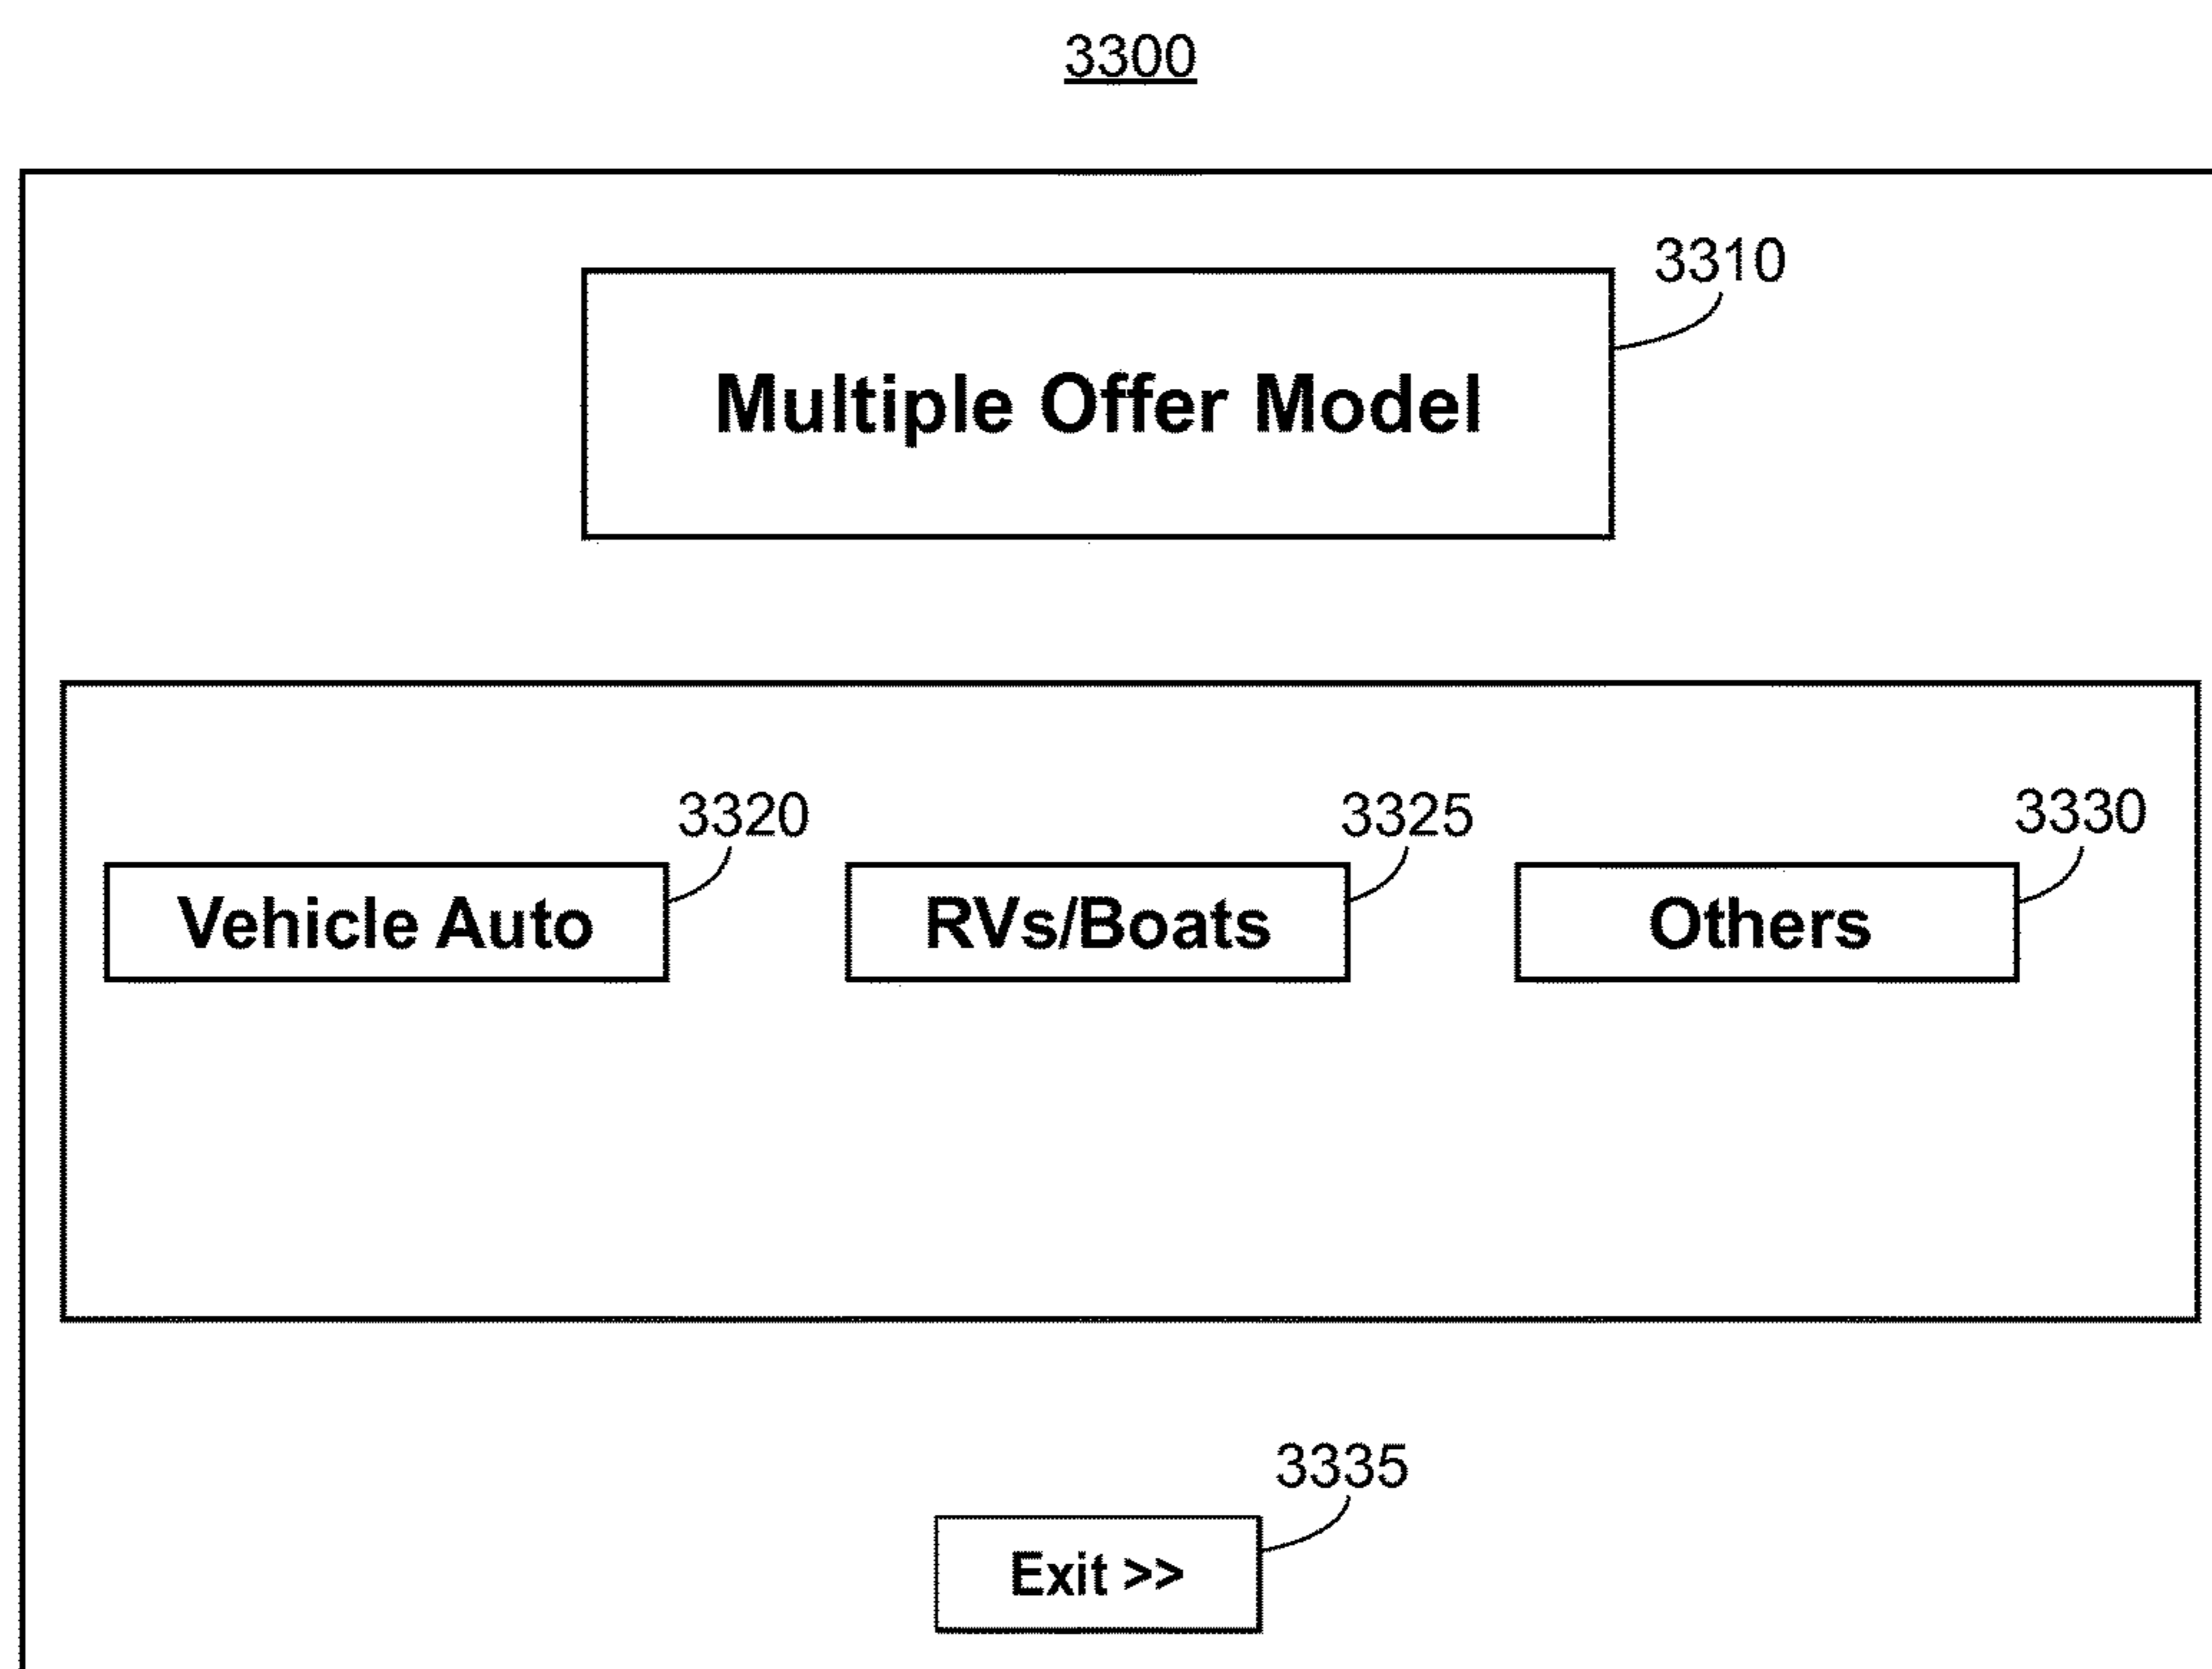 3300
3310
Multiple Offer Model
3320 3325 3330
Vehicle Auto RVs/Boats Others
3335
Exit >>